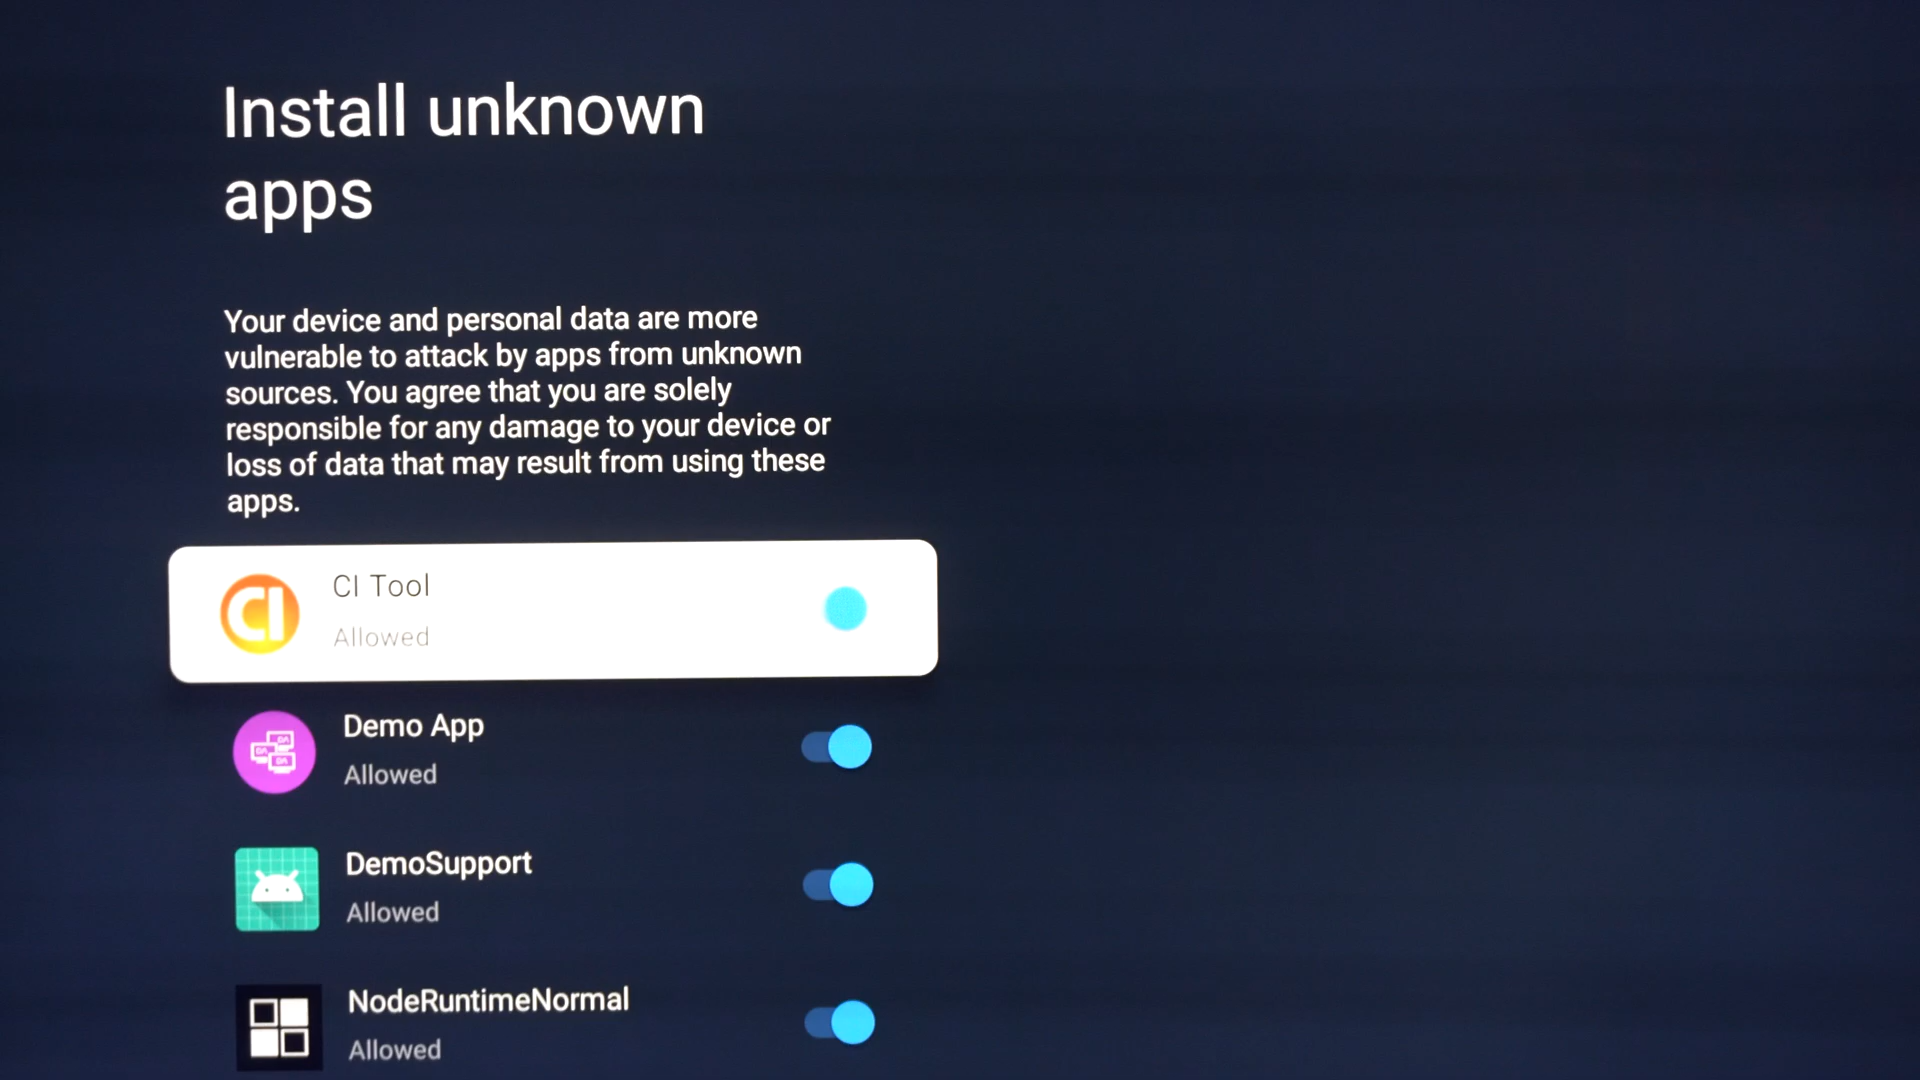 Install unknown
apps
Your device and personal data are more
vulnerable to attack by apps from unknown
sources. You agree that you are solely
responsible for any damage to your device or
loss of data that may result from using these
apps.
CI
CI Tool
Allowed
Demo App
Allowed
DemoSupport
Allowed
NodeRuntimeNormal
Allowed